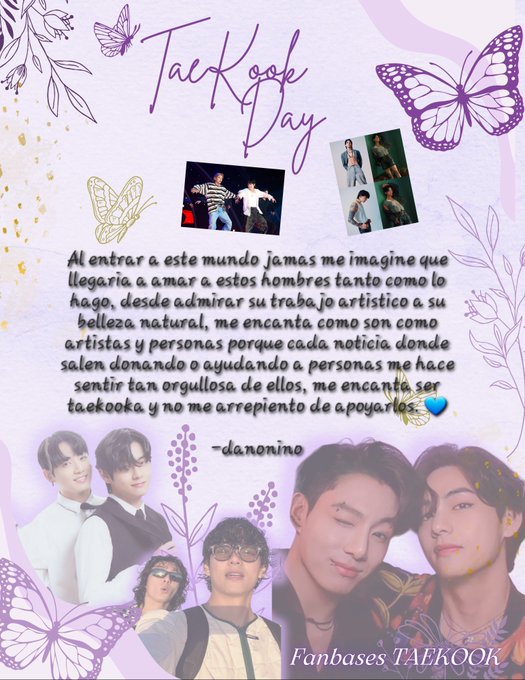 TaeKook
Day
Al entrar a este mundo jamas me imagine que
llegaria a amar a estos hombres tanto como lo
hago, desde admirar su trabajo artistico a su
belleza natural, me encanta como son como
artistas y personas porque cada noticia donde
salen donando o ayudando a personas me hace
sentir tan orgullosa de ellos, me encanta ser
taekooka y no me arrepiento de apoyarlos. 💙
-danonino
Fanbases TAEKOOK